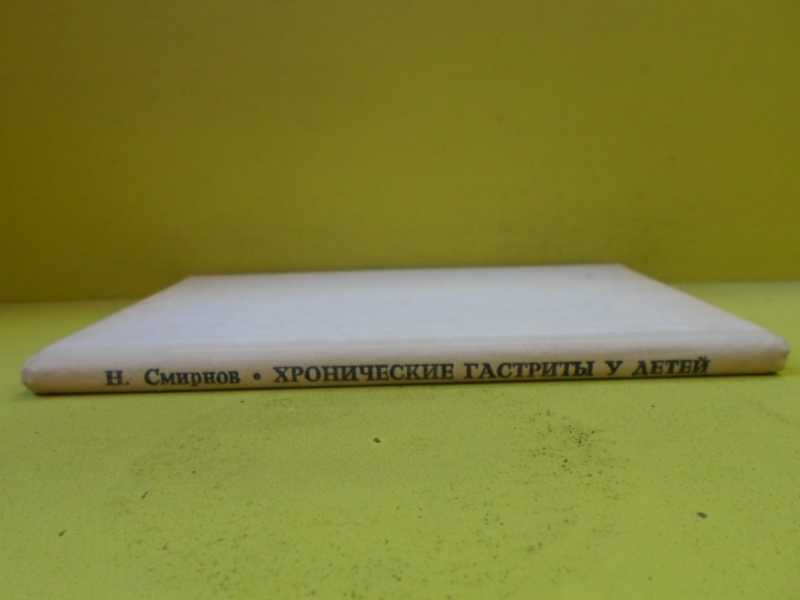 Н. Смирнов • ХРОНИЧЕСКИЕ ГАСТРИТЫ У ДЕТЕЙ